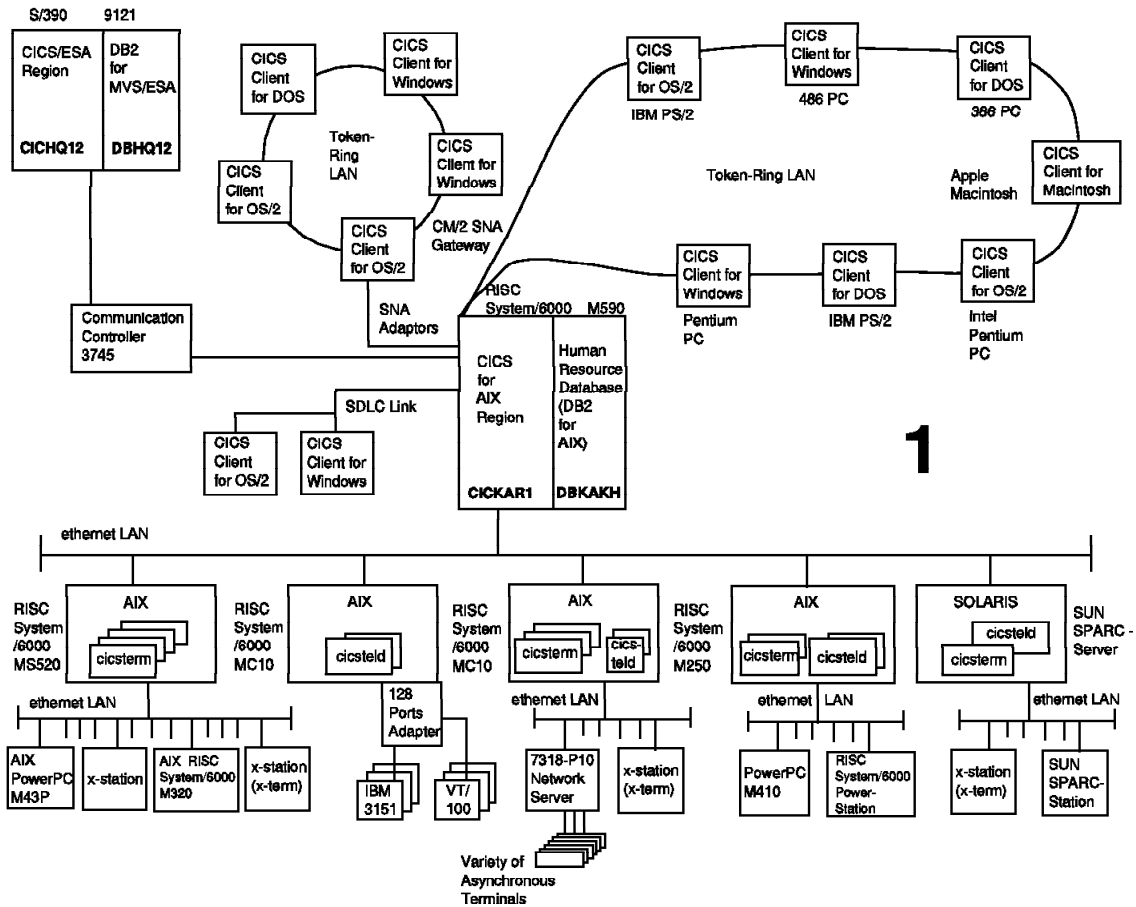 S/390 9121
CICS/ESA
Region
CICHQ12
DB2
for
MVS/ESA
DBHQ12
CICS
Client
for DOS
CICS
Client for
Windows
Token-
Ring
LAN
CICS
Client for
Windows
CICS
Client
for OS/2
CICS
Client
for OS/2
CM/2 SNA
Gateway
SNA
Adaptors
CICS
Client
for OS/2
IBM PS/2
CICS
Client for
Windows
486 PC
CICS
Client
for DOS
386 PC
Token-Ring LAN
Apple
Macintosh
CICS
Client for
Macintosh
CICS
Client for
Windows
Pentium
PC
CICS
Client
for DOS
IBM PS/2
CICS
Client
for OS/2
Intel
Pentium
PC
Communication
Controller
3745
RISC
System/6000 M590
CICS
for
AIX
Region
CICKAR1
Human
Resource
Database
(DB2
for
AIX)
DBKAKH
SDLC Link
CICS
Client
for OS/2
CICS
Client for
Windows
1
ethernet LAN
RISC
System
/6000
MS520
AIX
cicsterm
RISC
System
/6000
MC10
AIX
cicsteld
RISC
System
/6000
MC10
AIX
cicsterm
cics-
teld
RISC
System
/6000
M250
AIX
cicsterm
cicsteld
SOLARIS
cicsteld
cicsterm
SUN
SPARC-
Server
ethernet LAN
AIX
PowerPC
M43P
x-station
AIX RISC
System/6000
M320
x-station
(x-term)
128
Ports
Adapter
IBM
3151
VT/
100
ethernet LAN
7318-P10
Network
Server
x-station
(x-term)
Variety of
Asynchronous
Terminals
ethernet LAN
PowerPC
M410
RISC
System/6000
Power-
Station
ethernet LAN
x-station
(x-term)
SUN
SPARC-
Station